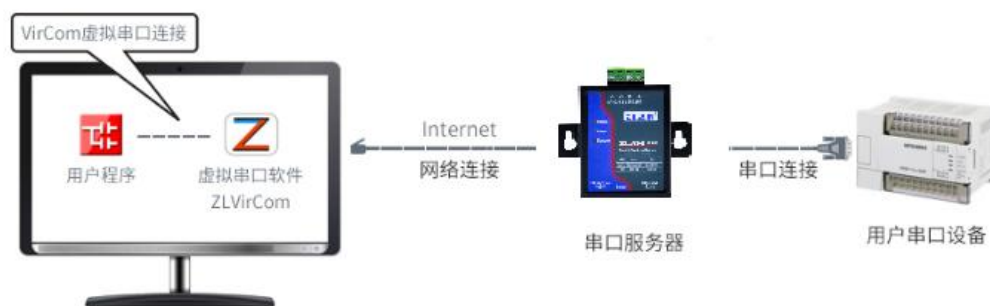 VirCom虚拟串口连接
用户程序
虚拟串口软件
ZLVirCom
Internet
网络连接
串口服务器
串口连接
用户串口设备